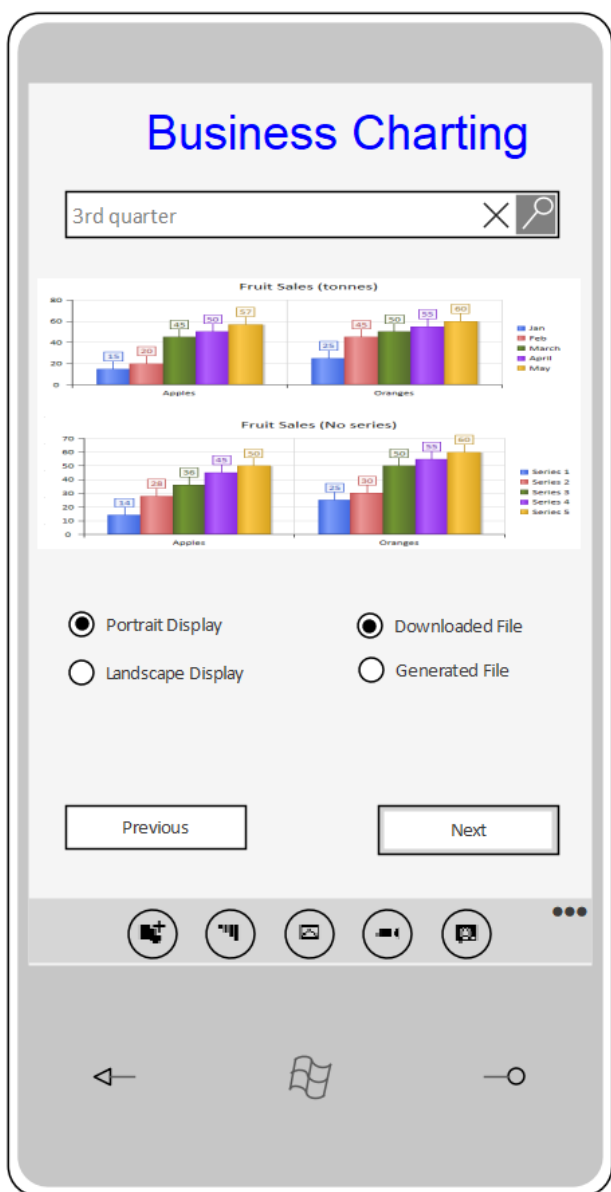 Business Charting
3rd quarter
Fruit Sales (tonnes)
80
60
40
20
0
15
20
45
50
57
25
45
50
55
60
Apples
Oranges
Jan
Feb
March
April
May
Fruit Sales (No series)
70
60
50
40
30
20
10
0
14
28
36
45
50
25
30
50
55
60
Apples
Oranges
Series 1
Series 2
Series 3
Series 4
Series 5
Portrait Display
Downloaded File
Landscape Display
Generated File
Previous
Next